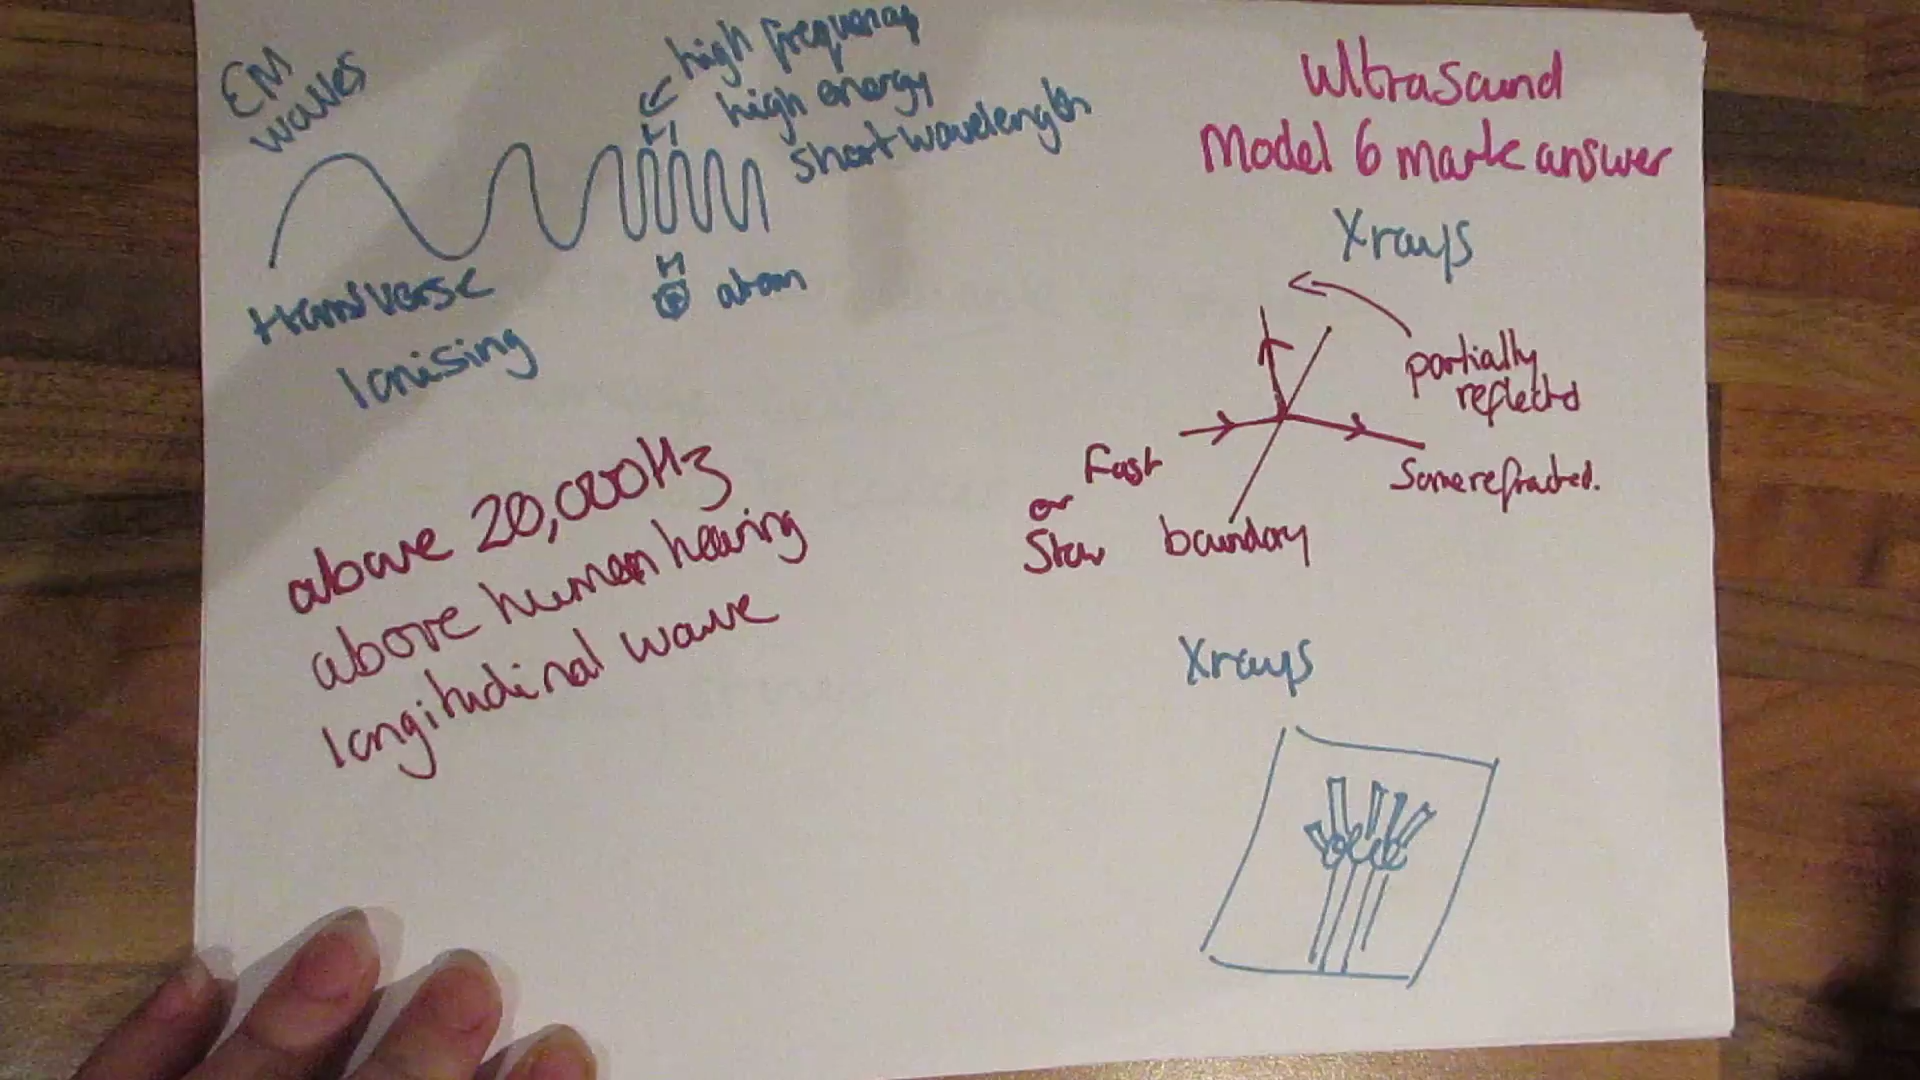 EM
waves
high frequency
high energy
short wavelength
transverse
atom
Ionising
above 20,000Hz
above human hearing
longitudinal wave
Ultrasound
Model 6 mark answer
Xrays
partially
reflected
Some refracted.
Fast
or
Slow
boundary
Xrays